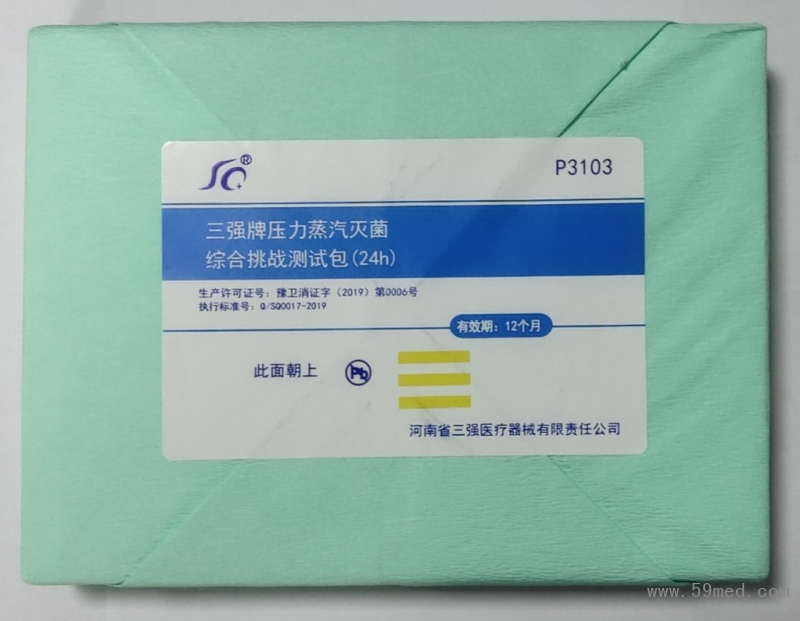 SQ®
P3103
三强牌压力蒸汽灭菌
综合挑战测试包(24h)
生产许可证号：豫卫消证字（2019）第0006号
执行标准号：Q/SQ0017-2019
有效期：12个月
此面朝上
Pb
河南省三强医疗器械有限责任公司
www.59med.com